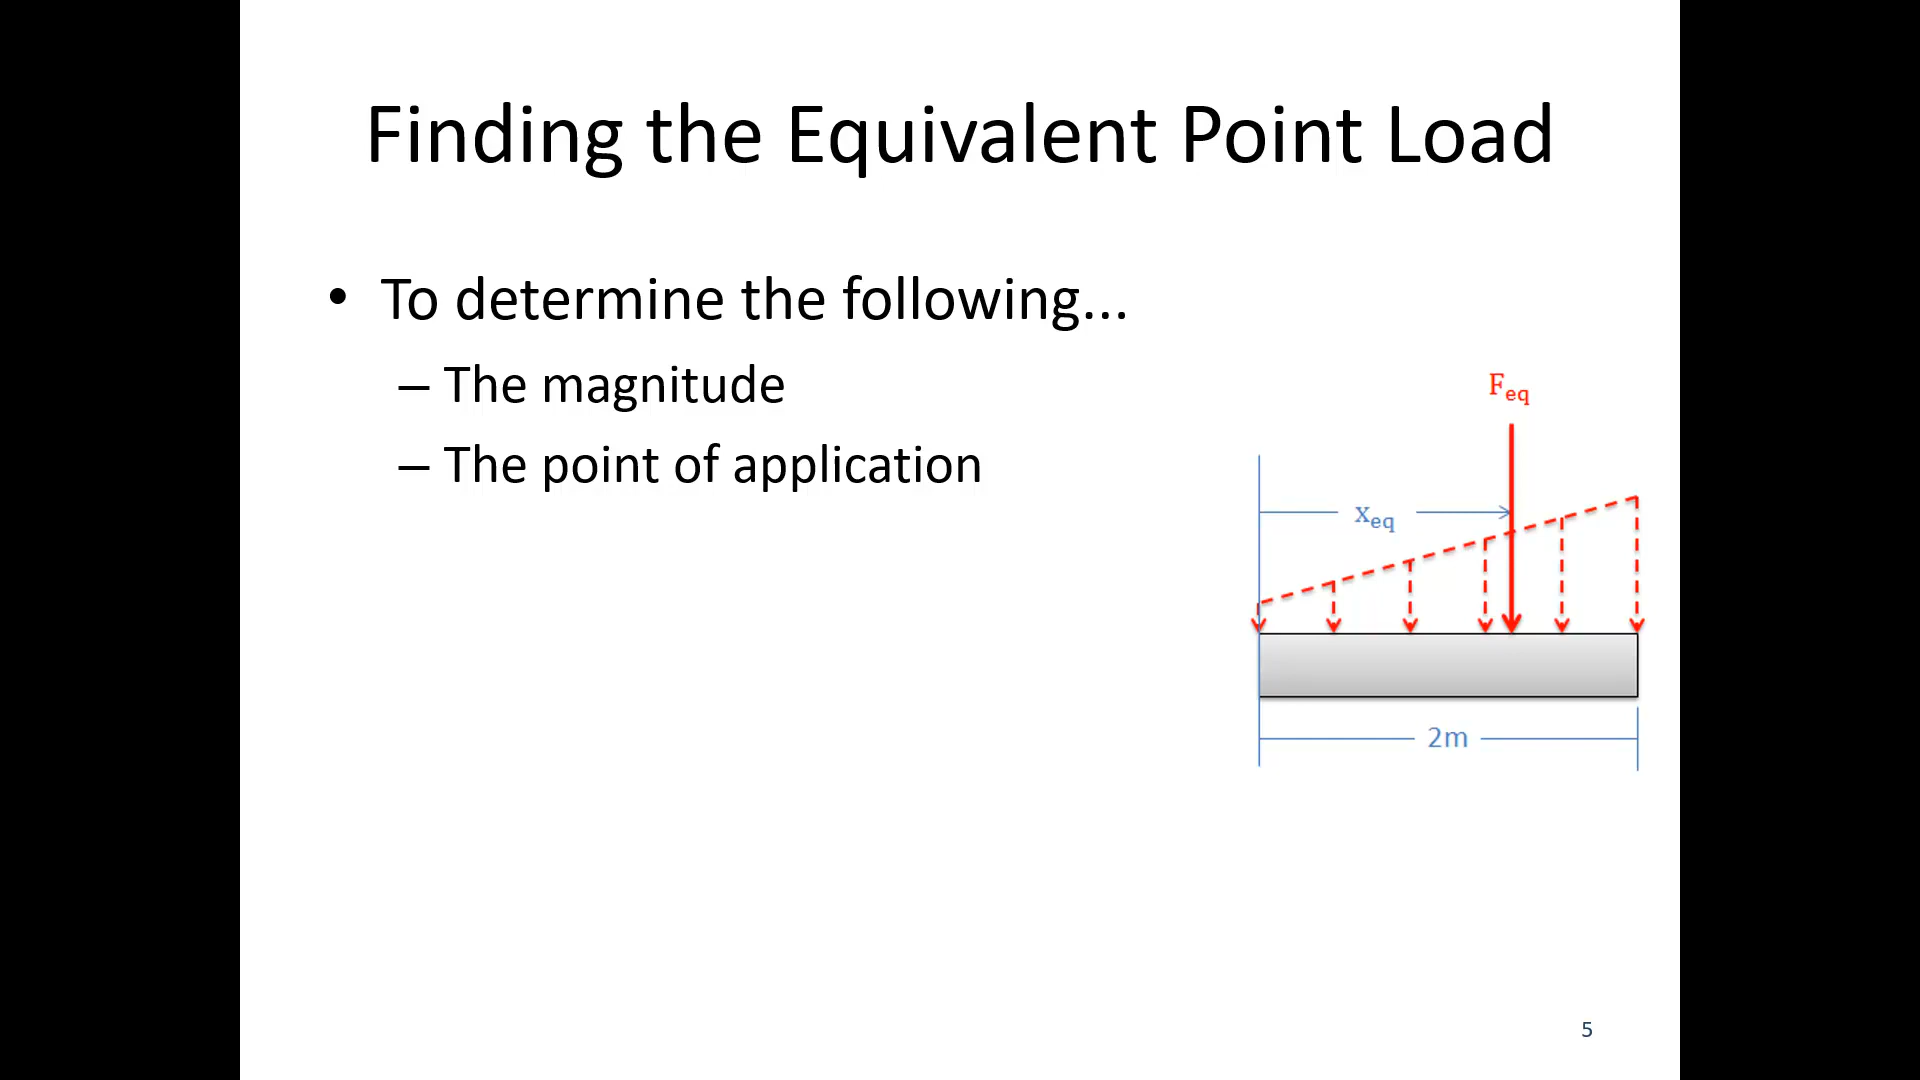 Finding the Equivalent Point Load
• To determine the following...
– The magnitude
– The point of application
Feq
xeq
2m
5